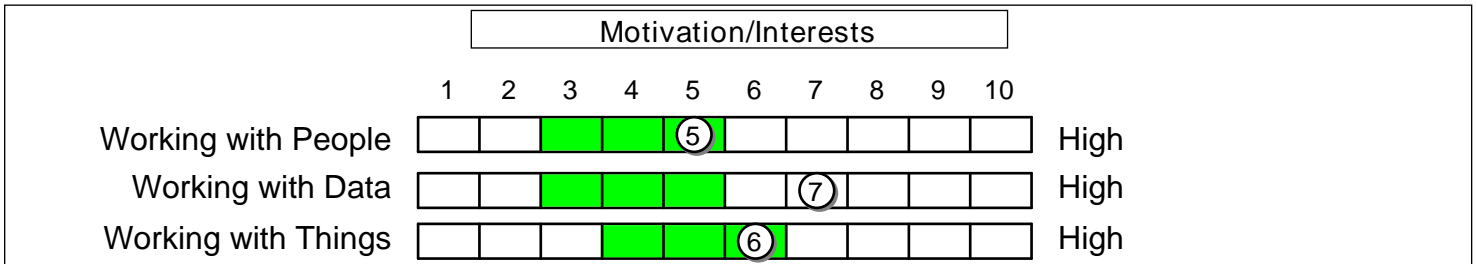 Motivation/Interests
1 2 3 4 5 6 7 8 9 10
Working with People 5 High
Working with Data 7 High
Working with Things 6 High